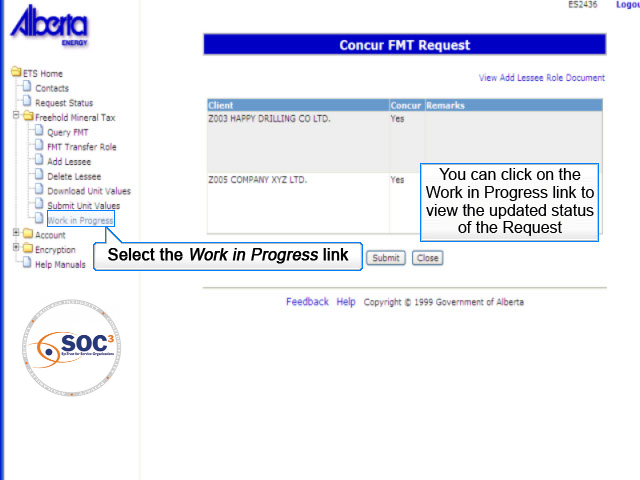 ES2436 Logou
Alberta
ENERGY
Concur FMT Request
View Add Lessee Role Document
ETS Home
Contacts
Request Status
Freehold Mineral Tax
Query FMT
FMT Transfer Role
Add Lessee
Delete Lessee
Download Unit Values
Submit Unit Values
Work in Progress
Account
Encryption
Help Manuals
Client Concur Remarks
Z003 HAPPY DRILLING CO LTD. Yes
Z005 COMPANY XYZ LTD. Yes
You can click on the
Work in Progress link to
view the updated status
of the Request
Select the Work in Progress link
Submit Close
Feedback Help Copyright © 1999 Government of Alberta
SOC3
SysTrust for Service Organizations